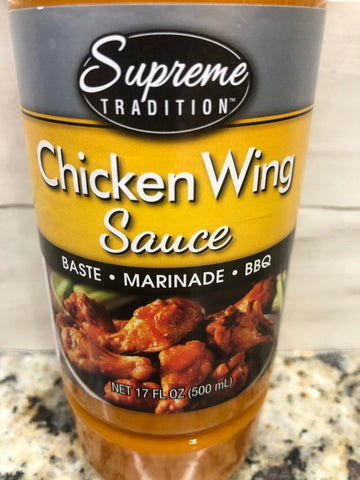 Supreme
TRADITION™
Chicken Wing
Sauce
BASTE • MARINADE • BBQ
NET 17 FL OZ (500 mL)